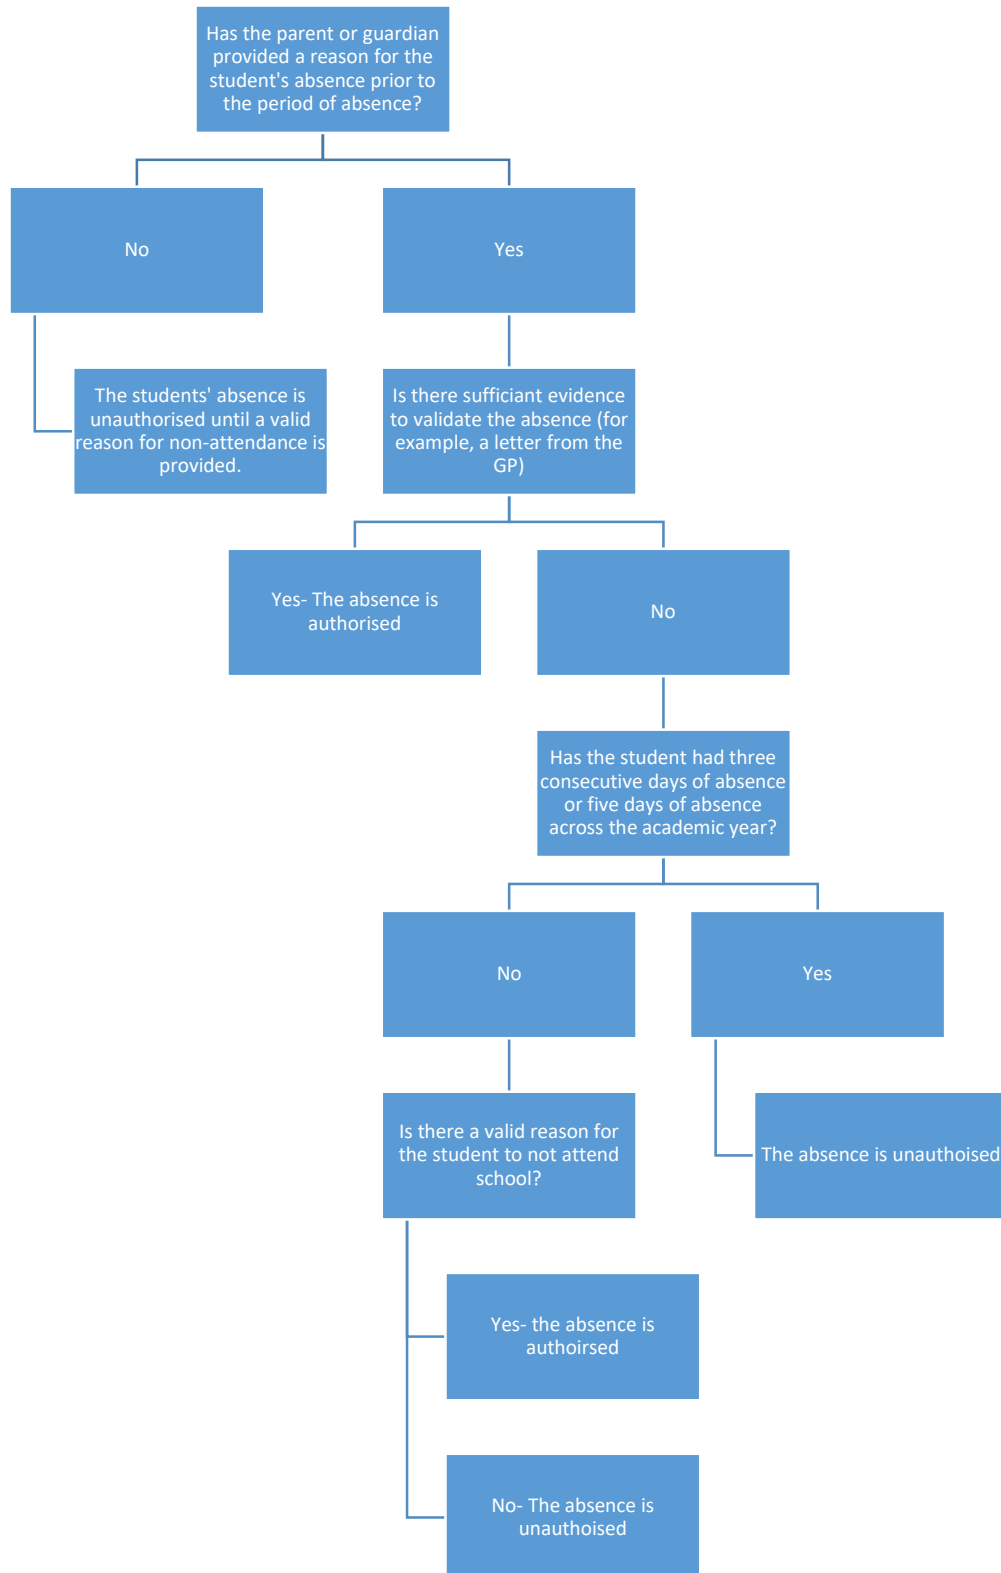 Has the parent or guardian
provided a reason for the
student's absence prior to
the period of absence?
No
Yes
The students' absence is
unauthorised until a valid
reason for non-attendance is
provided.
Is there sufficient evidence
to validate the absence (for
example, a letter from the
GP)
Yes- The absence is
authorised
No
Has the student had three
consecutive days of absence
or five days of absence
across the academic year?
No
Yes
Is there a valid reason for
the student to not attend
school?
The absence is unauthoised
Yes- the absence is
authoirsed
No- The absence is
unauthoised